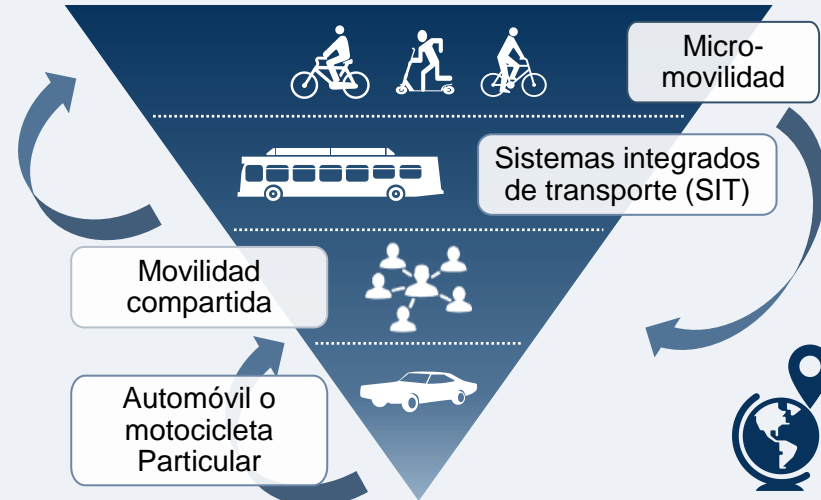 Micro-
movilidad
Sistemas integrados
de transporte (SIT)
Movilidad
compartida
Automóvil o
motocicleta
Particular